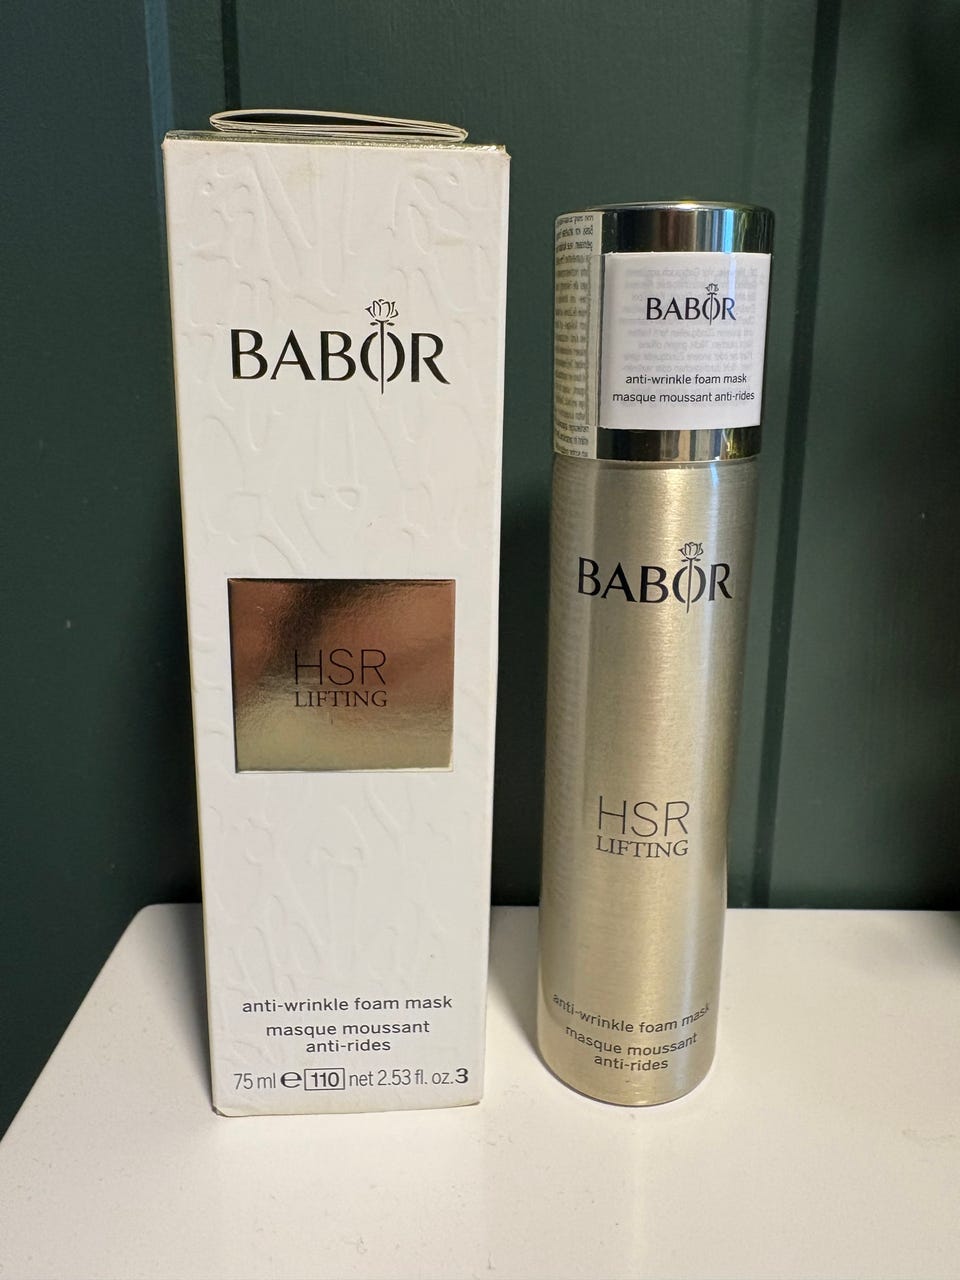 BABOR
HSR
LIFTING
anti-wrinkle foam mask
masque moussant
anti-rides
75 ml ℮ 110 net 2.53 fl. oz.3
BABOR
anti-wrinkle foam mask
masque moussant anti-rides
BABOR
HSR
LIFTING
anti-wrinkle foam mask
masque moussant
anti-rides